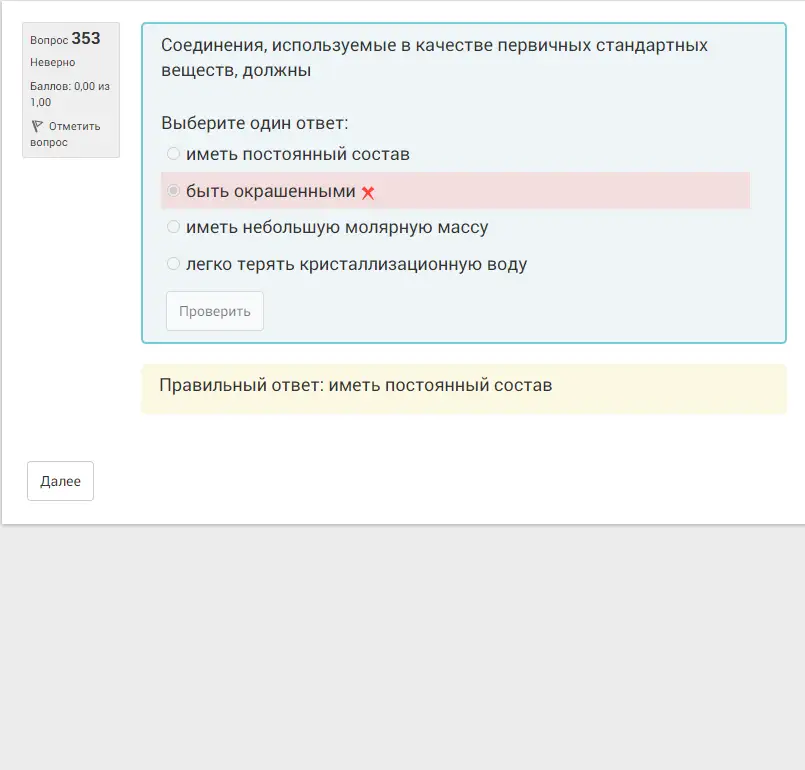 Вопрос 353
Неверно
Баллов: 0,00 из
1,00
Отметить
вопрос
Соединения, используемые в качестве первичных стандартных
веществ, должны
Выберите один ответ:
иметь постоянный состав
быть окрашенными
иметь небольшую молярную массу
легко терять кристаллизационную воду
Проверить
Правильный ответ: иметь постоянный состав
Далее